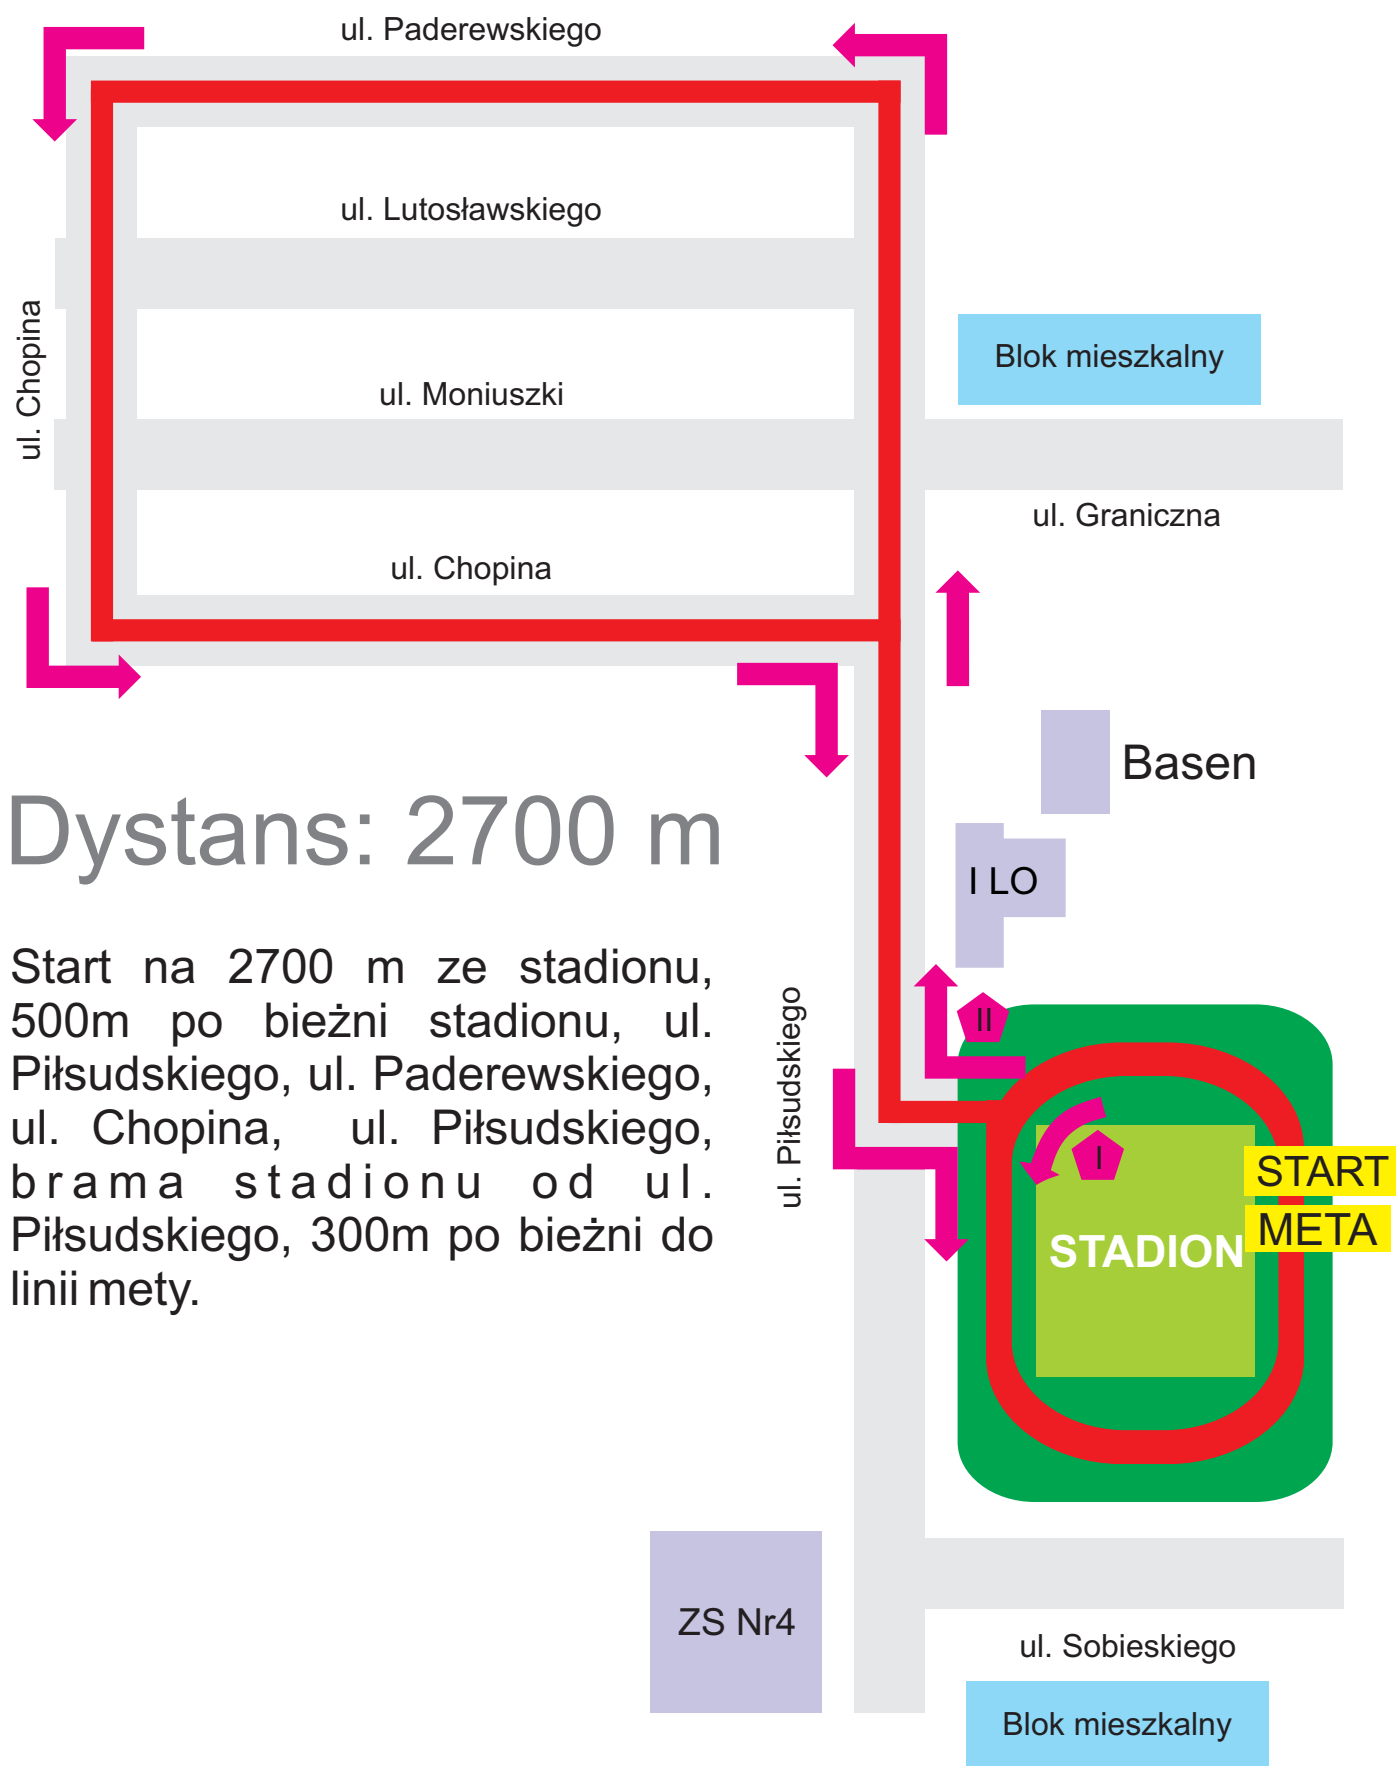 ul. Paderewskiego
ul. Lutosławskiego
ul. Chopina
Blok mieszkalny
ul. Moniuszki
ul. Graniczna
ul. Chopina
Basen
Dystans: 2700 m
I LO
Start na 2700 m ze stadionu,
500m po bieżni stadionu, ul.
Piłsudskiego, ul. Paderewskiego,
ul. Chopina, ul. Piłsudskiego,
brama stadionu od ul.
Piłsudskiego, 300m po bieżni do
linii mety.
ul. Piłsudskiego
II
I
START
META
STADION
ZS Nr4
ul. Sobieskiego
Blok mieszkalny